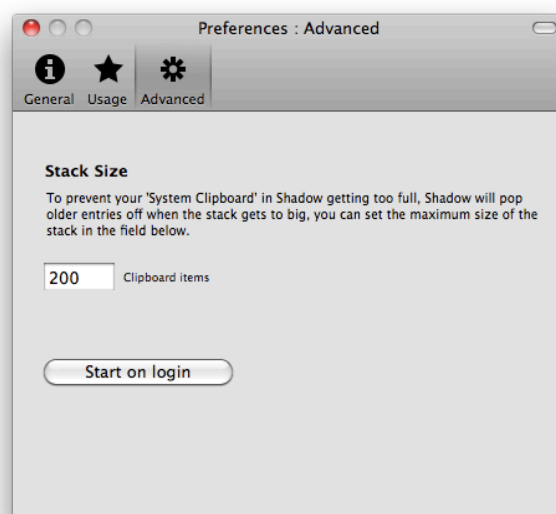 Preferences : Advanced
General Usage Advanced
Stack Size
To prevent your 'System Clipboard' in Shadow getting too full, Shadow will pop
older entries off when the stack gets to big, you can set the maximum size of the
stack in the field below.
200 Clipboard items
Start on login